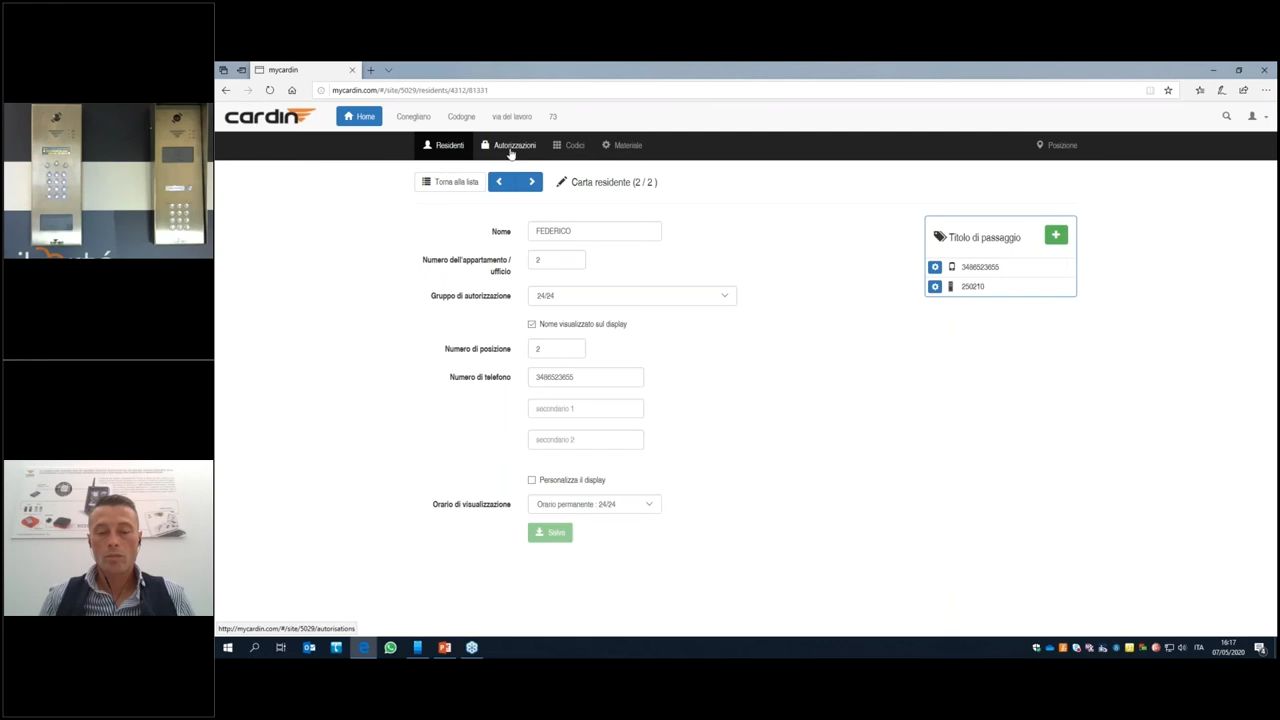 mycardin
mycardin.com/#/site/5029/residents/4312/81331
cardin
Home
Conegliano
Codogne
via del lavoro
73
Residenti
Autorizzazioni
Codici
Materiale
Posizione
Torna alla lista
Carta residente (2 / 2 )
Nome
FEDERICO
Numero dell'appartamento /
ufficio
2
Gruppo di autorizzazione
24/24
Nome visualizzato sul display
Numero di posizione
2
Numero di telefono
3486523655
secondario 1
secondario 2
Personalizza il display
Orario di visualizzazione
Orario permanente : 24/24
Salva
Titolo di passaggio
3486523655
250210
http://mycardin.com/#/site/5029/autorisations
ITA
16:17
07/05/2020